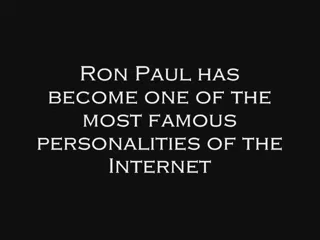 Ron Paul has
become one of the
most famous
personalities of the
Internet